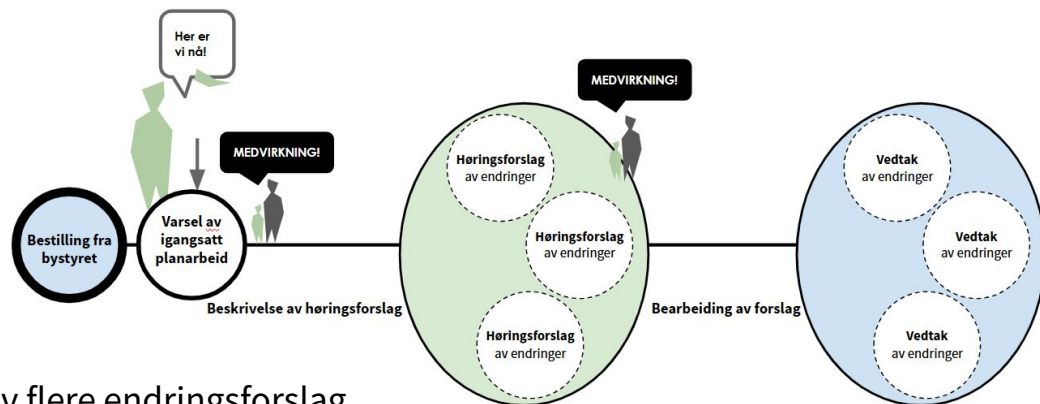 Her er
vi nå!
MEDVIRKNING!
Bestilling fra
bystyret
Varsel av
igangsatt
planarbeid
Beskrivelse av høringsforslag
MEDVIRKNING!
Høringsforslag
av endringer
Høringsforslag
av endringer
Høringsforslag
av endringer
Bearbeiding av forslag
Vedtak
av endringer
Vedtak
av endringer
Vedtak
av endringer
flere endringsforslag